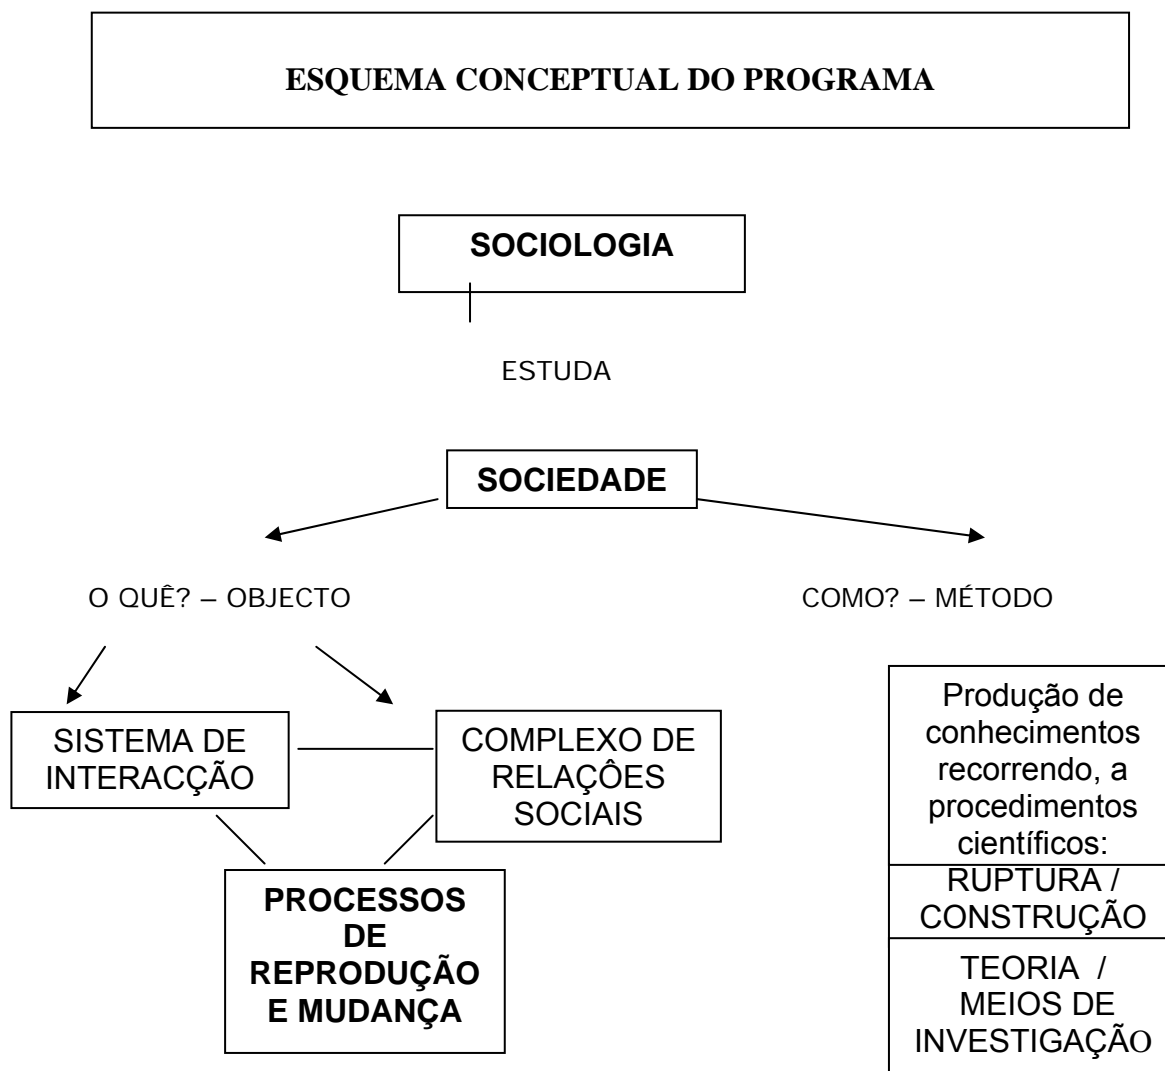 ESQUEMA CONCEPTUAL DO PROGRAMA
SOCIOLOGIA
ESTUDA
SOCIEDADE
O QUÊ? – OBJECTO
COMO? – MÉTODO
SISTEMA DE
INTERACÇÃO
COMPLEXO DE
RELAÇÔES
SOCIAIS
PROCESSOS
DE
REPRODUÇÃO
E MUDANÇA
Produção de
conhecimentos
recorrendo, a
procedimentos
científicos:
RUPTURA /
CONSTRUÇÃO
TEORIA /
MEIOS DE
INVESTIGAÇÃO